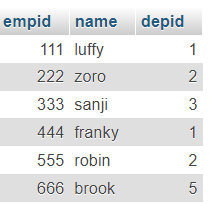 empid name depid
111 luffy 1
222 zoro 2
333 sanji 3
444 franky 1
555 robin 2
666 brook 5